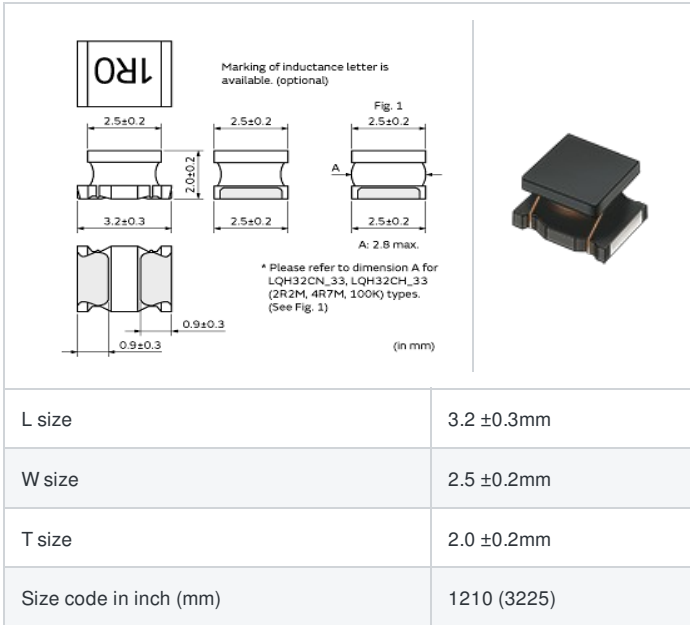 1R0
Marking of inductance letter is
available. (optional)
Fig. 1
2.5±0.2
2.5±0.2
2.5±0.2
2.0±0.2
A
3.2±0.3
2.5±0.2
2.5±0.2
A: 2.8 max.
* Please refer to dimension A for
LQH32CN_33, LQH32CH_33
(2R2M, 4R7M, 100K) types.
(See Fig. 1)
0.9±0.3
0.9±0.3
(in mm)
L size 3.2 ±0.3mm
W size 2.5 ±0.2mm
T size 2.0 ±0.2mm
Size code in inch (mm) 1210 (3225)